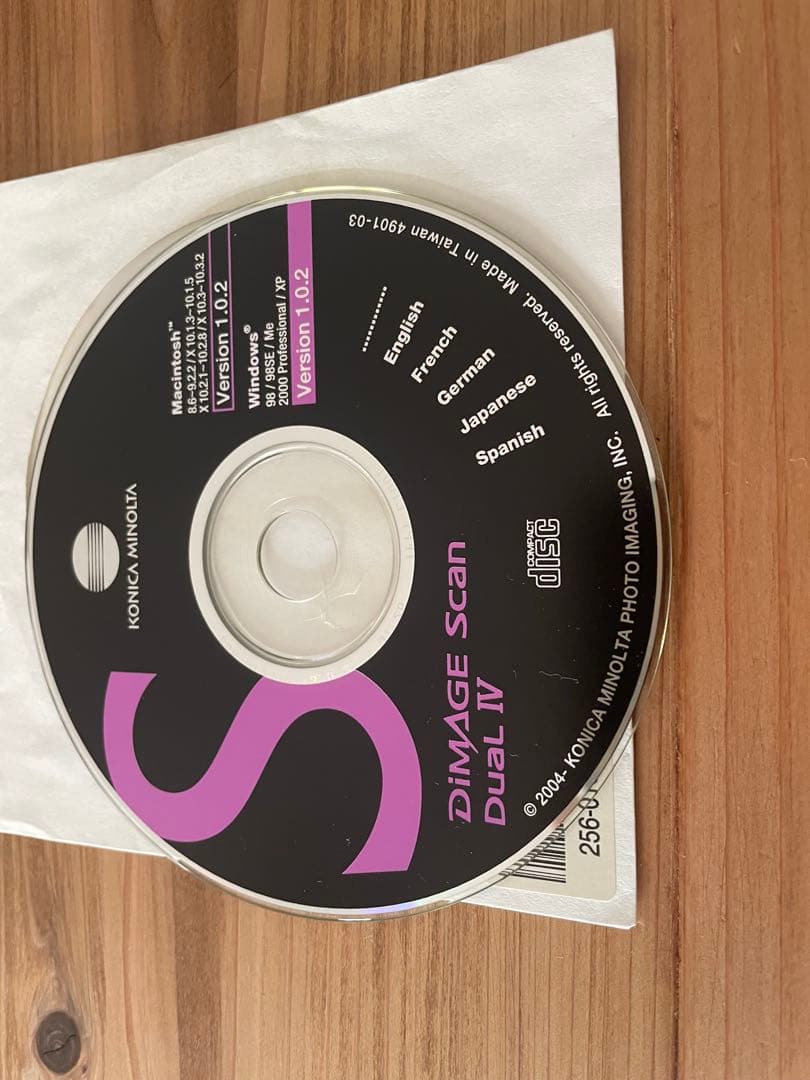 KONICA MINOLTA
Macintosh™
8.6~9.2.2 / X 10.1.3~10.1.5
X 10.2.1~10.2.8 / X 10.3~10.3.2
Version 1.0.2
Windows®
98 / 98SE / Me
2000 Professional / XP
Version 1.0.2
English
French
German
Japanese
Spanish
S
DiMAGE Scan
Dual IV
COMPACT
disc
© 2004- KONICA MINOLTA PHOTO IMAGING, INC. All rights reserved. Made in Taiwan 4901-03